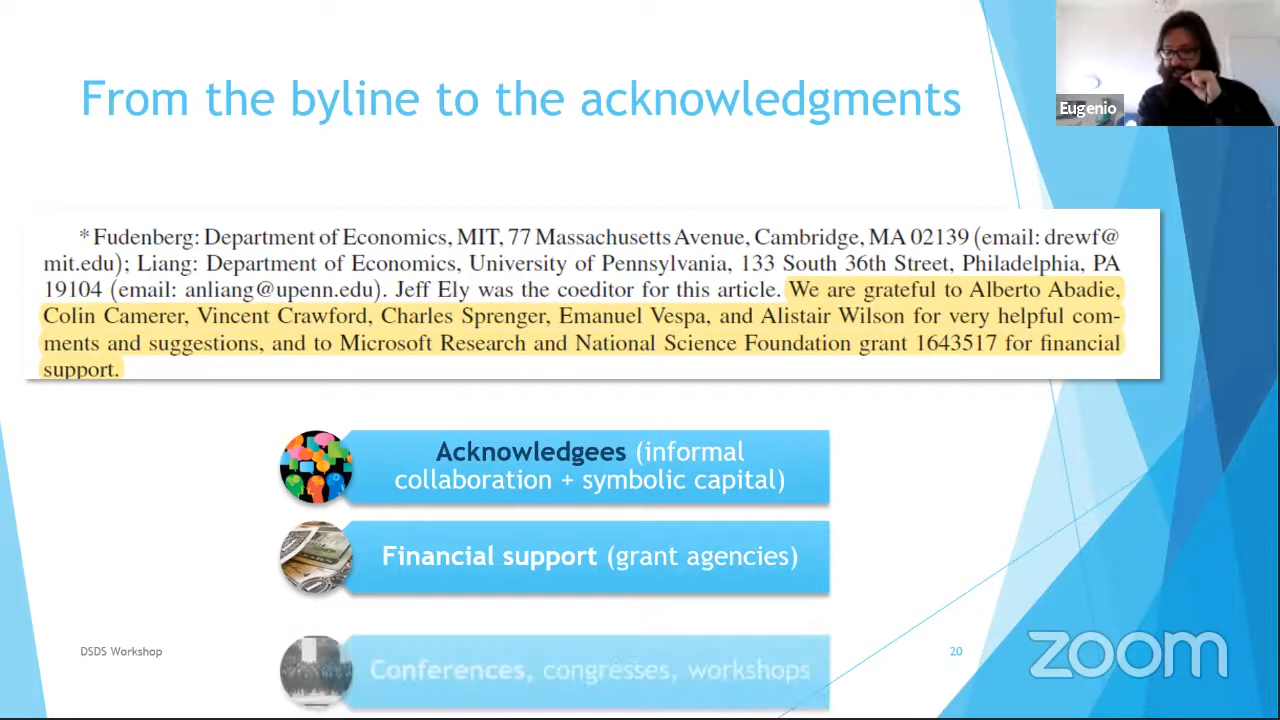 From the byline to the acknowledgments
Eugenio
* Fudenberg: Department of Economics, MIT, 77 Massachusetts Avenue, Cambridge, MA 02139 (email: drewf@
mit.edu); Liang: Department of Economics, University of Pennsylvania, 133 South 36th Street, Philadelphia, PA
19104 (email: anliang@upenn.edu). Jeff Ely was the coeditor for this article. We are grateful to Alberto Abadie,
Colin Camerer, Vincent Crawford, Charles Sprenger, Emanuel Vespa, and Alistair Wilson for very helpful com-
ments and suggestions, and to Microsoft Research and National Science Foundation grant 1643517 for financial
support.
Acknowledgees (informal
collaboration + symbolic capital)
Financial support (grant agencies)
Conferences, congresses, workshops
DSDS Workshop
20
zoom